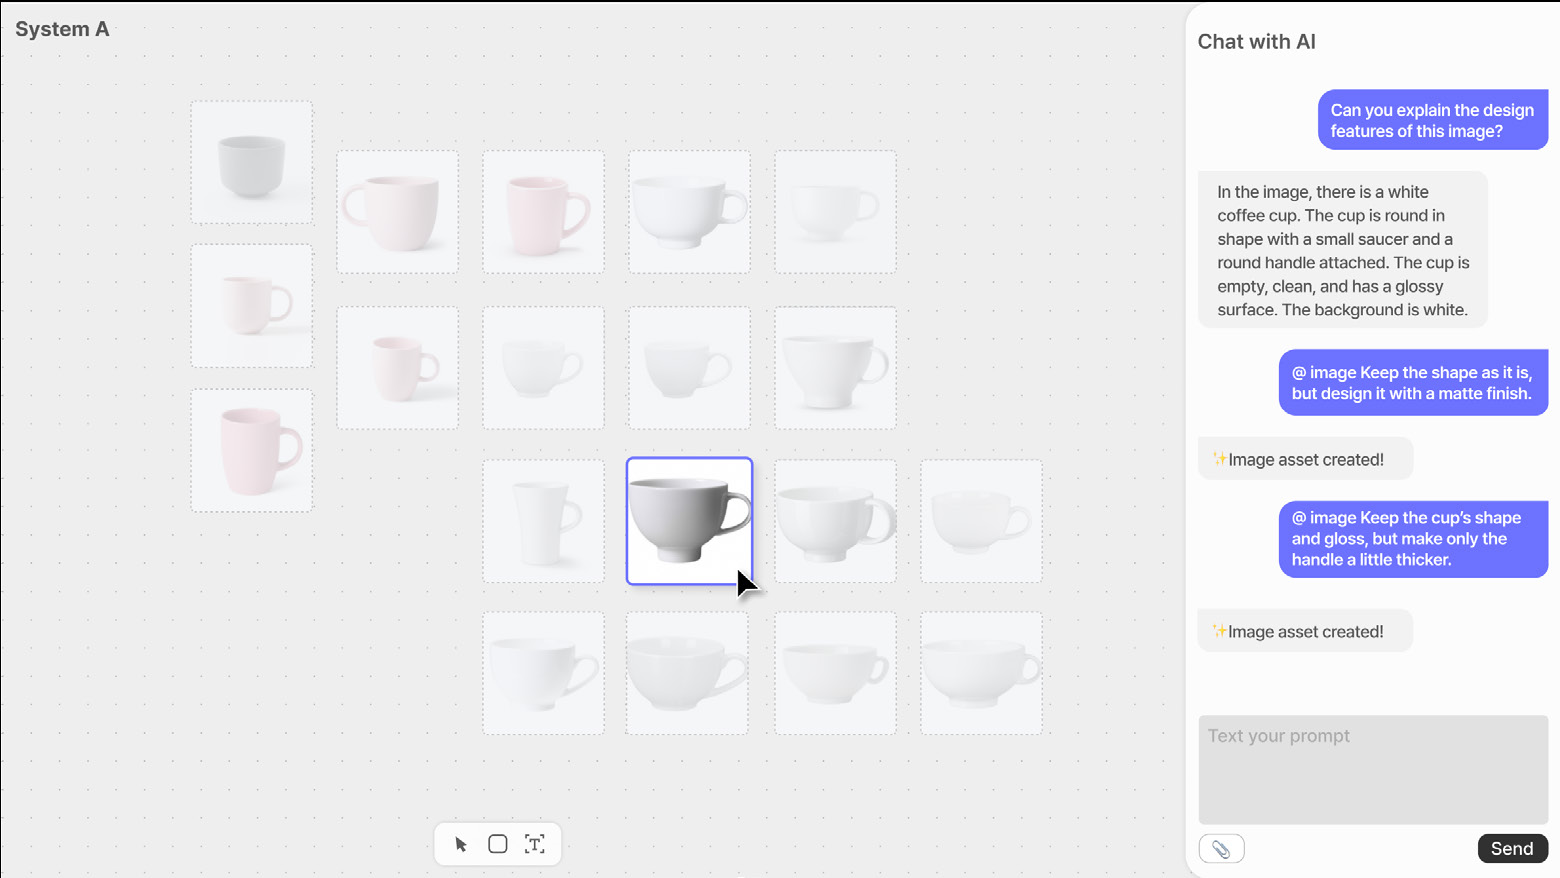 System A
Chat with AI
Can you explain the design
features of this image?
In the image, there is a white
coffee cup. The cup is round in
shape with a small saucer and a
round handle attached. The cup is
empty, clean, and has a glossy
surface. The background is white.
@ image Keep the shape as it is,
but design it with a matte finish.
✨Image asset created!
@ image Keep the cup’s shape
and gloss, but make only the
handle a little thicker.
✨Image asset created!
Text your prompt
T
Send